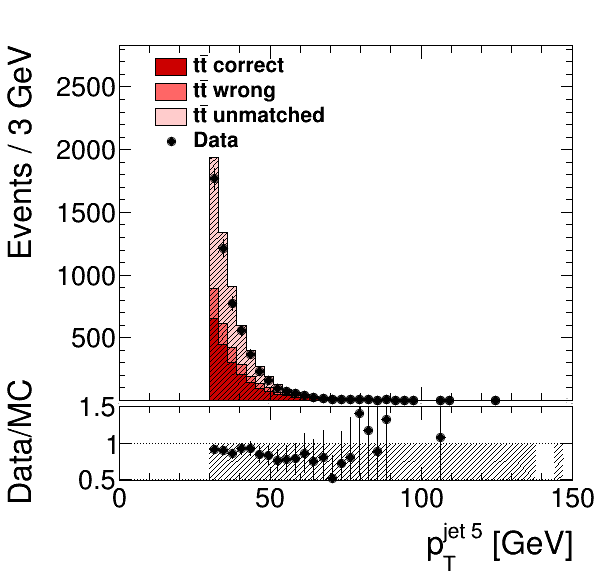 Events / 3 GeV
2500
2000
1500
1000
500
tt̄ correct
tt̄ wrong
tt̄ unmatched
Data
Data/MC
1.5
1
0.5
0 50 100 150
p_T^jet 5 [GeV]